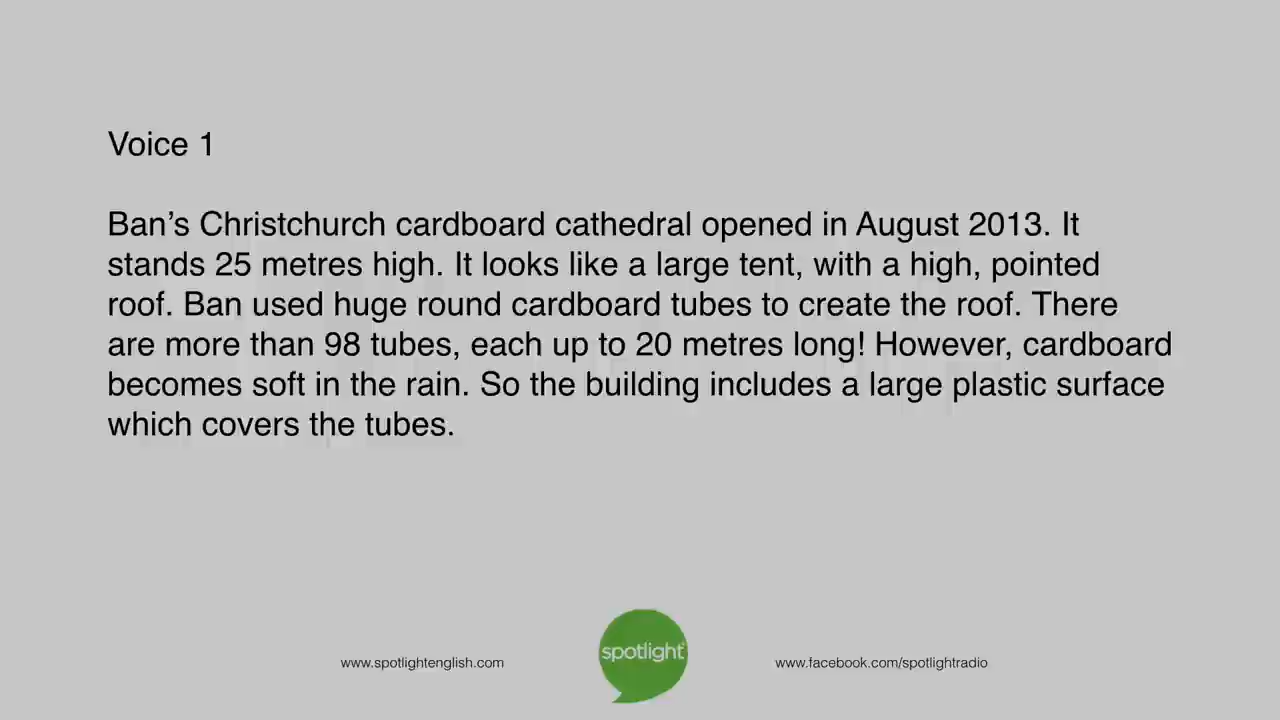 Voice 1
Ban’s Christchurch cardboard cathedral opened in August 2013. It
stands 25 metres high. It looks like a large tent, with a high, pointed
roof. Ban used huge round cardboard tubes to create the roof. There
are more than 98 tubes, each up to 20 metres long! However, cardboard
becomes soft in the rain. So the building includes a large plastic surface
which covers the tubes.
www.spotlightenglish.com
spotlight
www.facebook.com/spotlightradio